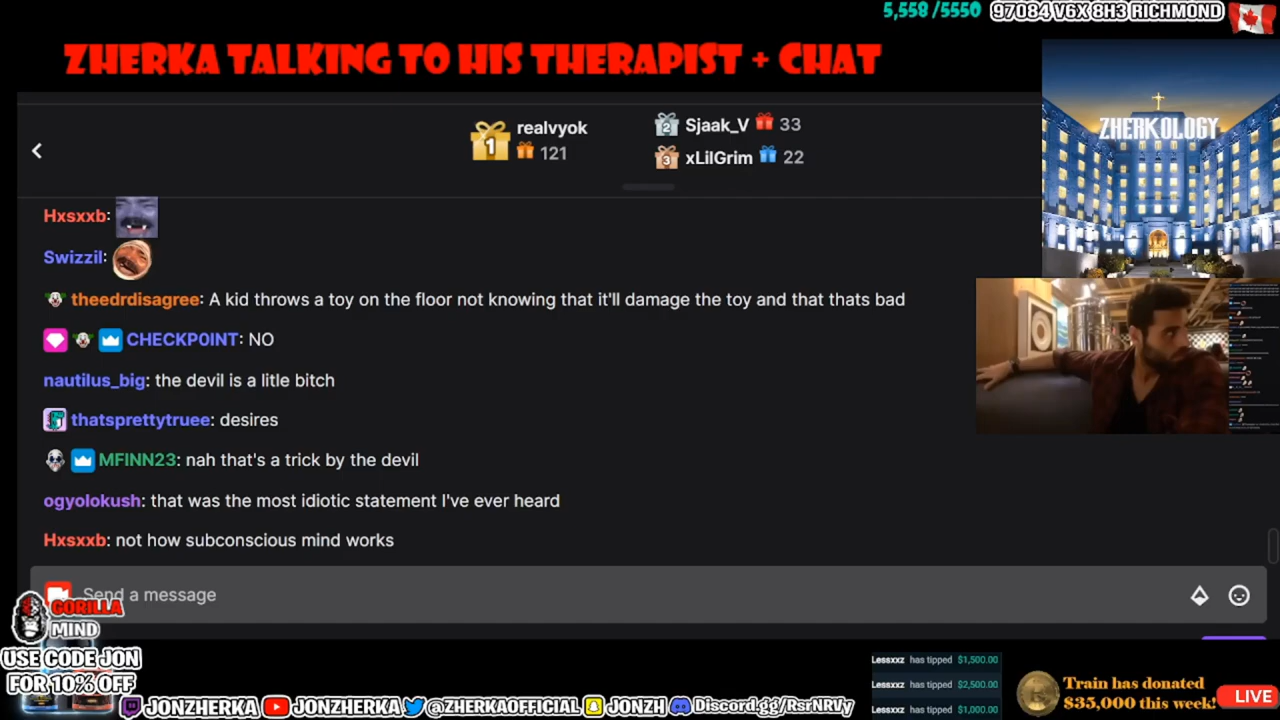 5,558 /5550
97084 V6X 8H3 RICHMOND
ZHERKA TALKING TO HIS THERAPIST + CHAT
1
realvyok
121
2
Sjaak_V
33
3
xLilGrim
22
ZHERKOLOGY
Hxsxxb:
Swizzil:
theedrdisagree: A kid throws a toy on the floor not knowing that it'll damage the toy and that thats bad
CHECKP0INT: NO
nautilus_big: the devil is a litle bitch
thatsprettytruee: desires
MFINN23: nah that's a trick by the devil
ogyolokush: that was the most idiotic statement I've ever heard
Hxsxxb: not how subconscious mind works
Send a message
GORILLA
MIND
USE CODE JON
FOR 10% OFF
JONZHERKA
JONZHERKA
@ZHERKAOFFICIAL
JONZH
Discord.gg/RsrNRVy
Lessxxz has tipped $1,500.00
Lessxxz has tipped $2,500.00
Lessxxz has tipped $1,000.00
Train has donated
$35,000 this week!
LIVE